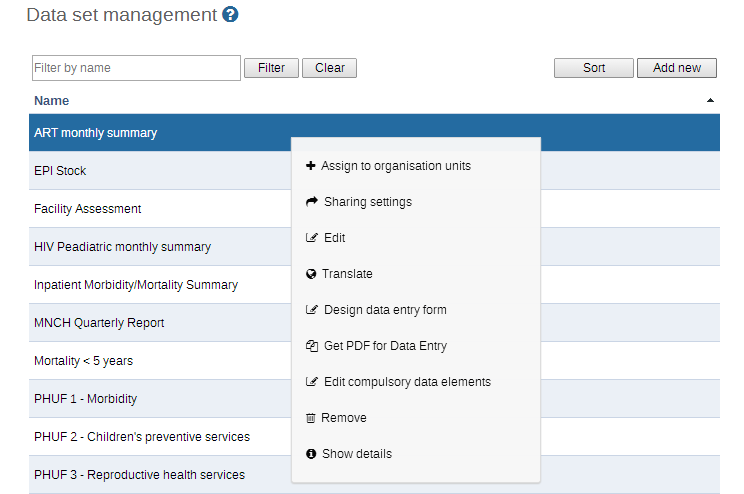 Data set management ?
Filter by name Filter Clear Sort Add new
Name
ART monthly summary
EPI Stock
Facility Assessment
HIV Peadiatric monthly summary
Inpatient Morbidity/Mortality Summary
MNCH Quarterly Report
Mortality < 5 years
PHUF 1 - Morbidity
PHUF 2 - Children's preventive services
PHUF 3 - Reproductive health services
Assign to organisation units
Sharing settings
Edit
Translate
Design data entry form
Get PDF for Data Entry
Edit compulsory data elements
Remove
Show details